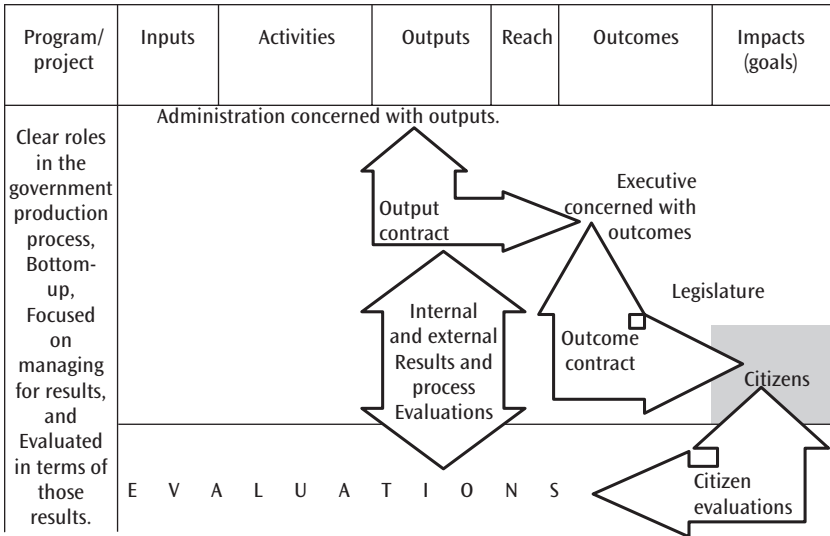 Program/
project
Inputs
Activities
Outputs
Reach
Outcomes
Impacts
(goals)
Clear roles
in the
government
production
process,
Bottom-
up,
Focused
on
managing
for results,
and
Evaluated
in terms of
those
results.
Administration concerned with outputs.
Output
contract
Executive
concerned with
outcomes
Internal
and external
Results and
process
Evaluations
Legislature
Outcome
contract
Citizens
E V A L U A T I O N S
Citizen
evaluations